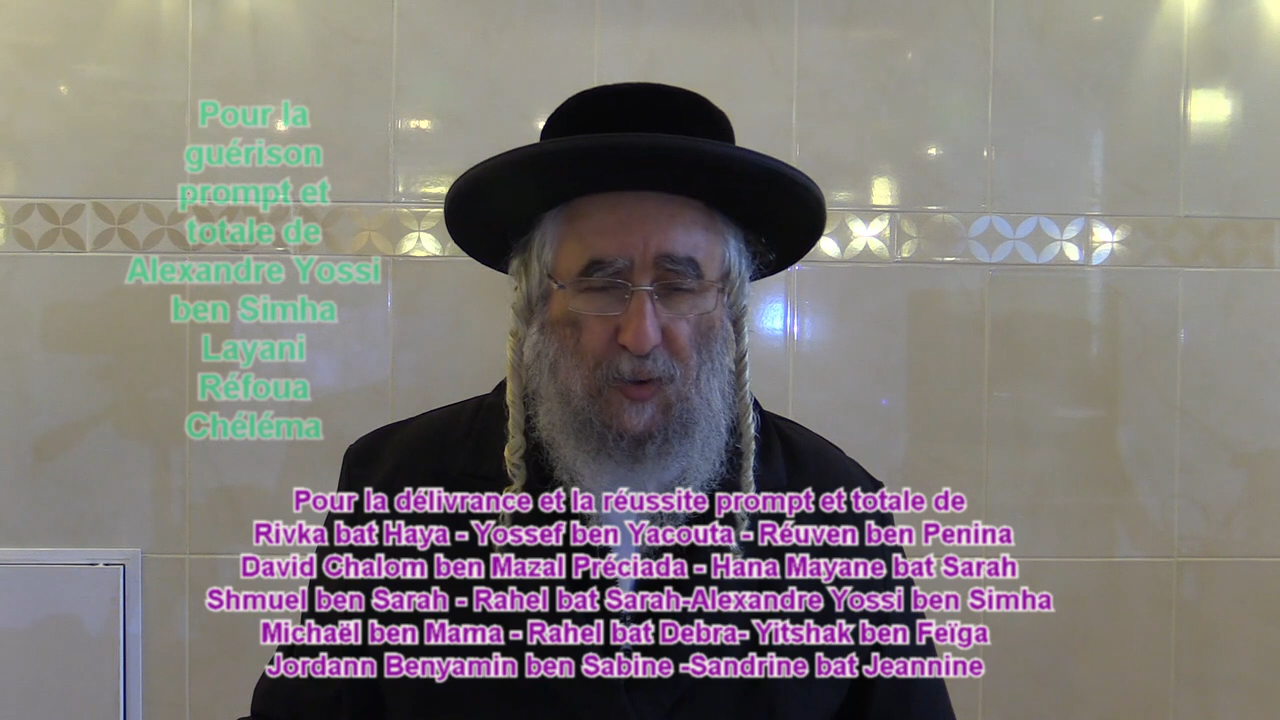 Pour la
guérison
prompt et
totale de
Alexandre Yossi
ben Simha
Layani
Réfoua
Chéléma
Pour la délivrance et la réussite prompt et totale de
Rivka bat Haya - Yossef ben Yacouta - Réuven ben Penina
David Chalom ben Mazal Préciada - Hana Mayane bat Sarah
Shmuel ben Sarah - Rahel bat Sarah-Alexandre Yossi ben Simha
Michaël ben Mama - Rahel bat Debra- Yitshak ben Feïga
Jordann Benyamin ben Sabine -Sandrine bat Jeannine